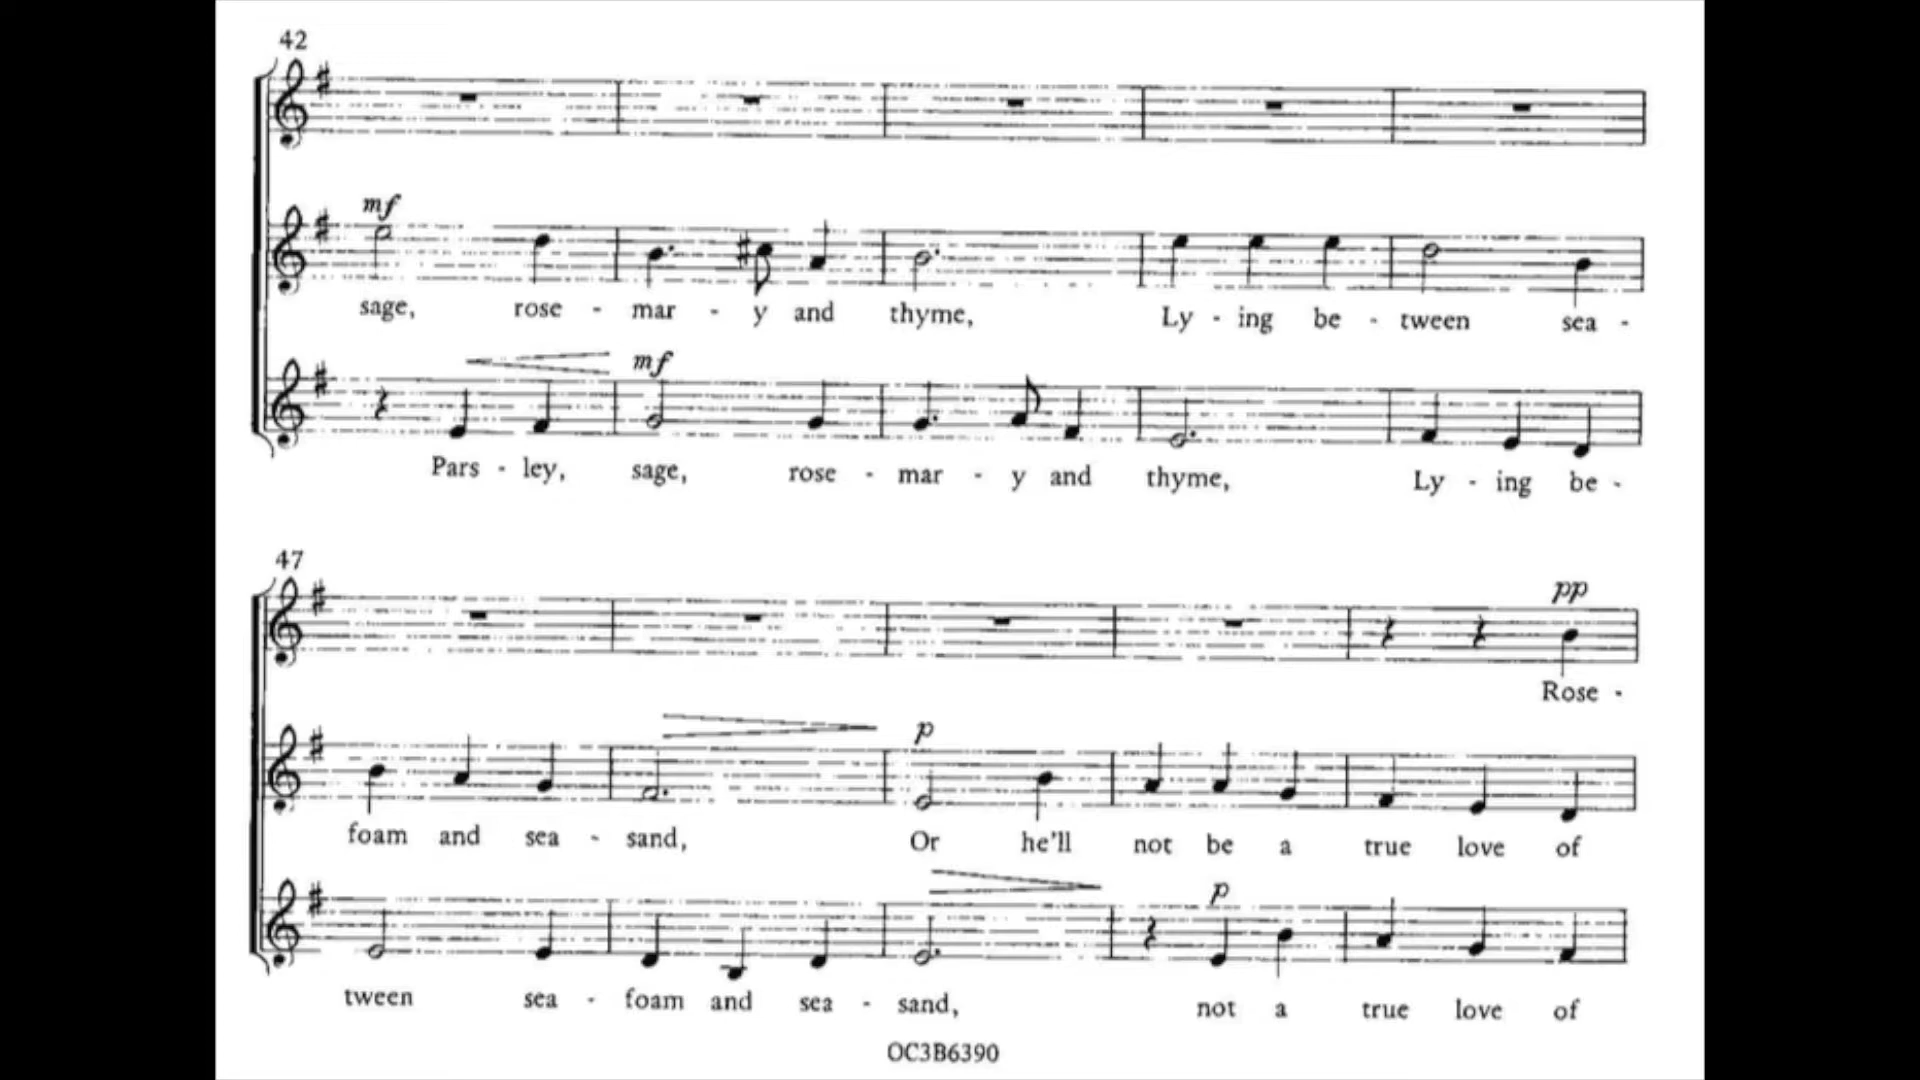 42
mf
sage, rose - mar - y and thyme, Ly - ing be - tween sea -
mf
Pars - ley, sage, rose - mar - y and thyme, Ly - ing be -
47
pp
Rose -
p
foam and sea - sand, Or he'll not be a true love of
p
tween sea - foam and sea - sand, not a true love of
OC3B6390